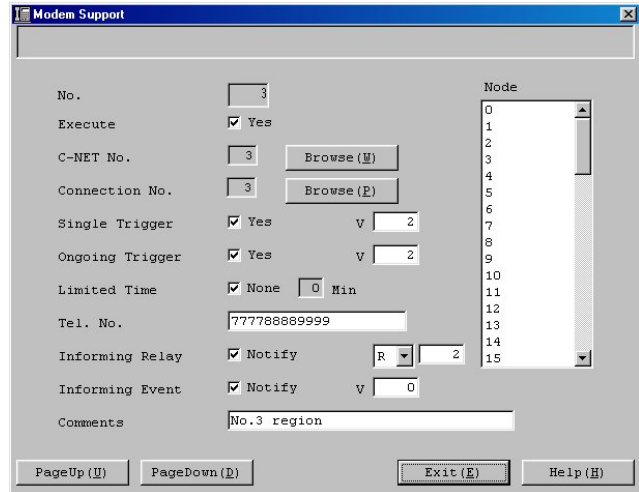 Modem Support
No. 3
Execute Yes
C-NET No. 3 Browse(W)
Connection No. 3 Browse(P)
Single Trigger Yes V 2
Ongoing Trigger Yes V 2
Limited Time None 0 Min
Tel. No. 777788889999
Informing Relay Notify R 2
Informing Event Notify V 0
Comments No.3 region
Node
0
1
2
3
4
5
6
7
8
9
10
11
12
13
14
15
PageUp(U) PageDown(D) Exit(E) Help(H)